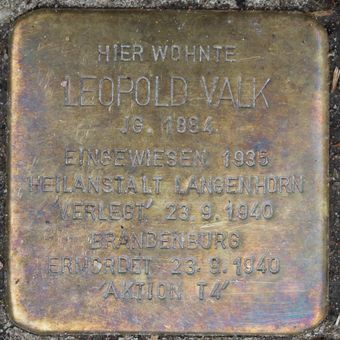 HIER WOHNTE
LEOPOLD VALK
JG. 1884
EINGEWIESEN 1935
HEILANSTALT LANGENHORN
'VERLEGT' 23.9.1940
BRANDENBURG
ERMORDET 23.9.1940
'AKTION T4'